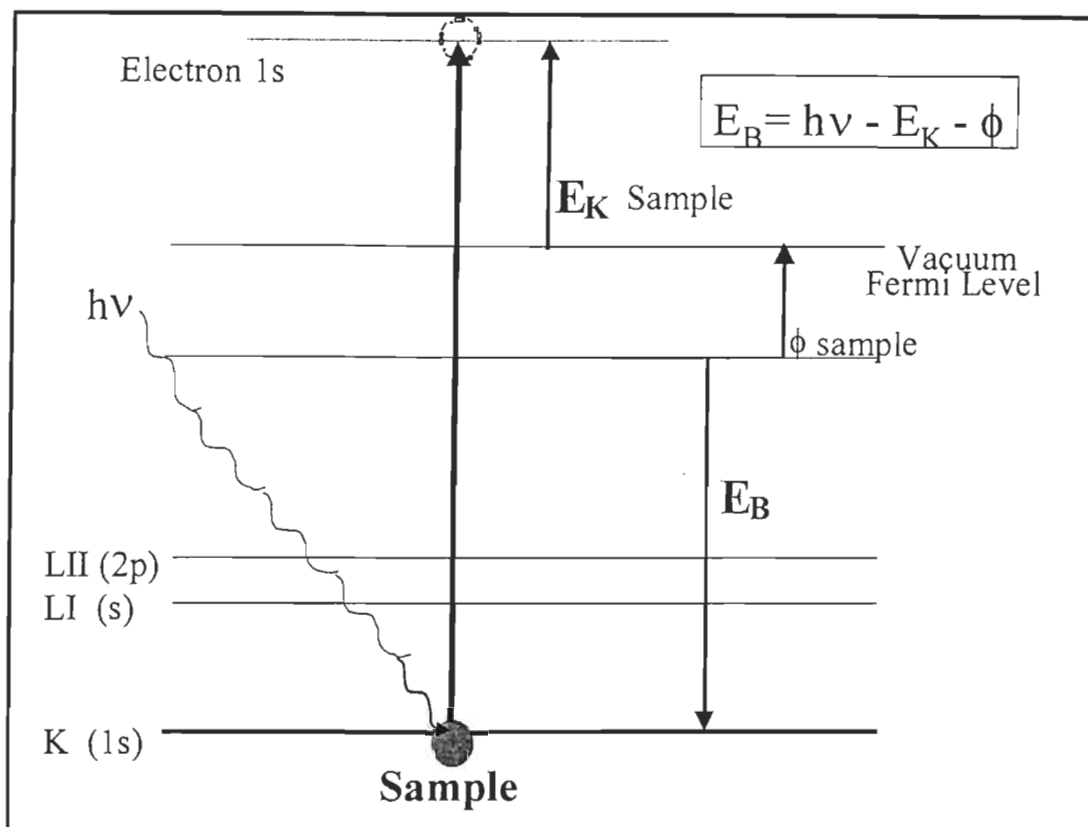 Electron 1s
E_B = hν - E_K - ϕ
E_K Sample
Vacuum
Fermi Level
hν
ϕ sample
E_B
LII (2p)
LI (s)
K (1s)
Sample